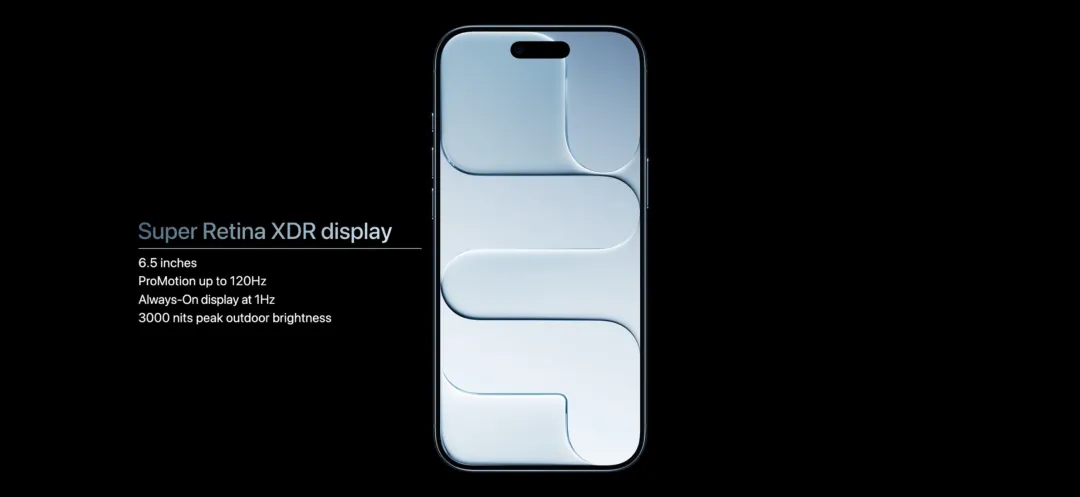 Super Retina XDR display
6.5 inches
ProMotion up to 120Hz
Always-On display at 1Hz
3000 nits peak outdoor brightness